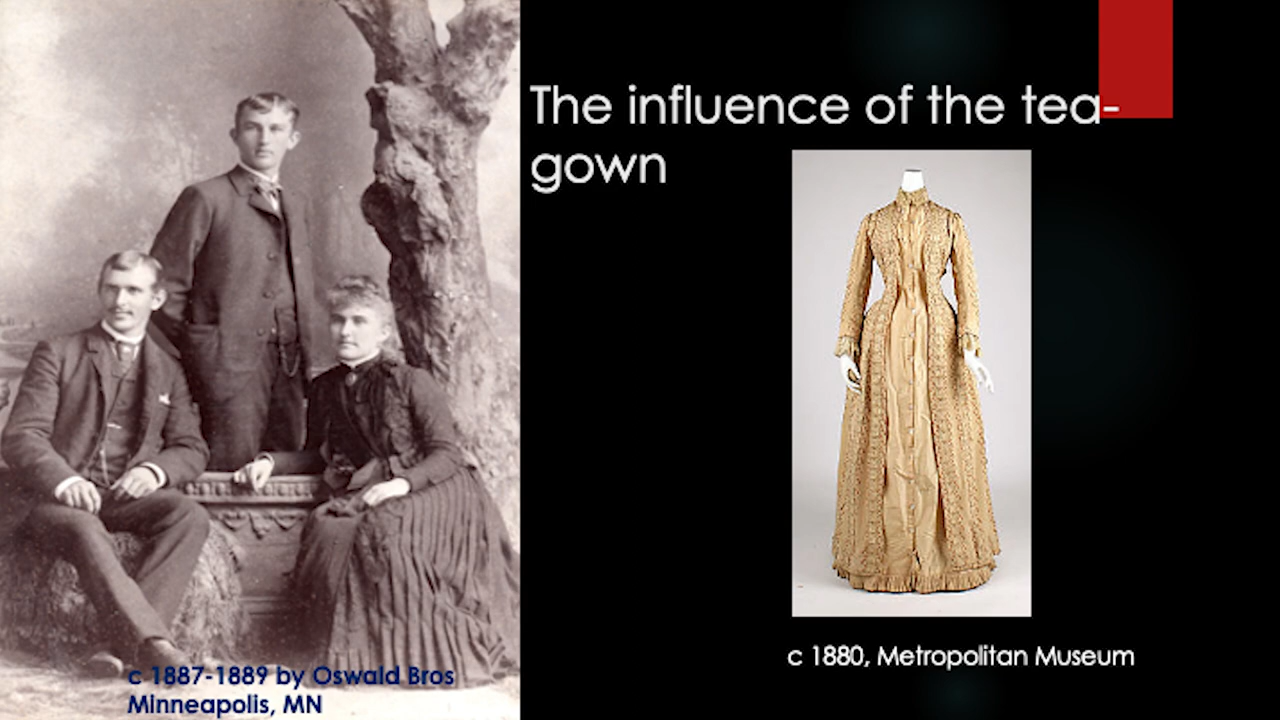 The influence of the tea-
gown
c 1880, Metropolitan Museum
c 1887-1889 by Oswald Bros
Minneapolis, MN